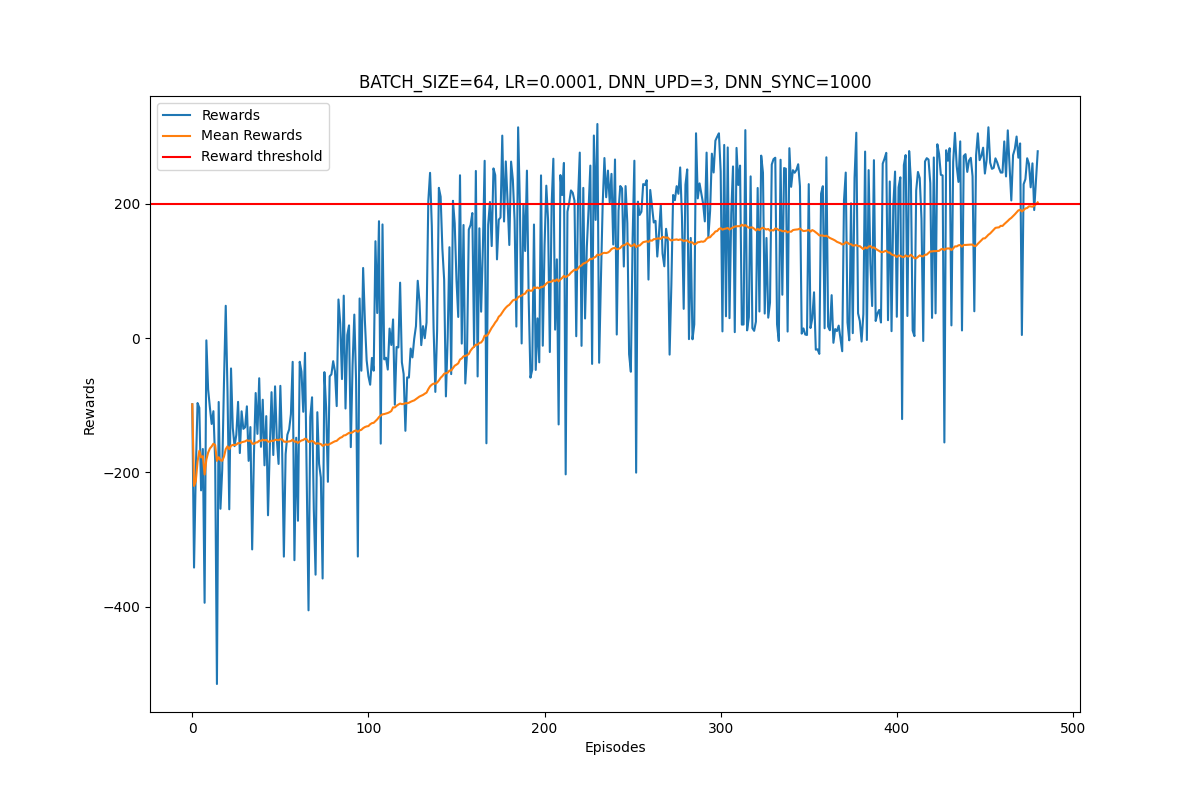 BATCH_SIZE=64, LR=0.0001, DNN_UPD=3, DNN_SYNC=1000
Rewards
Mean Rewards
Reward threshold
200
0
−200
−400
Rewards
0
100
200
300
400
500
Episodes